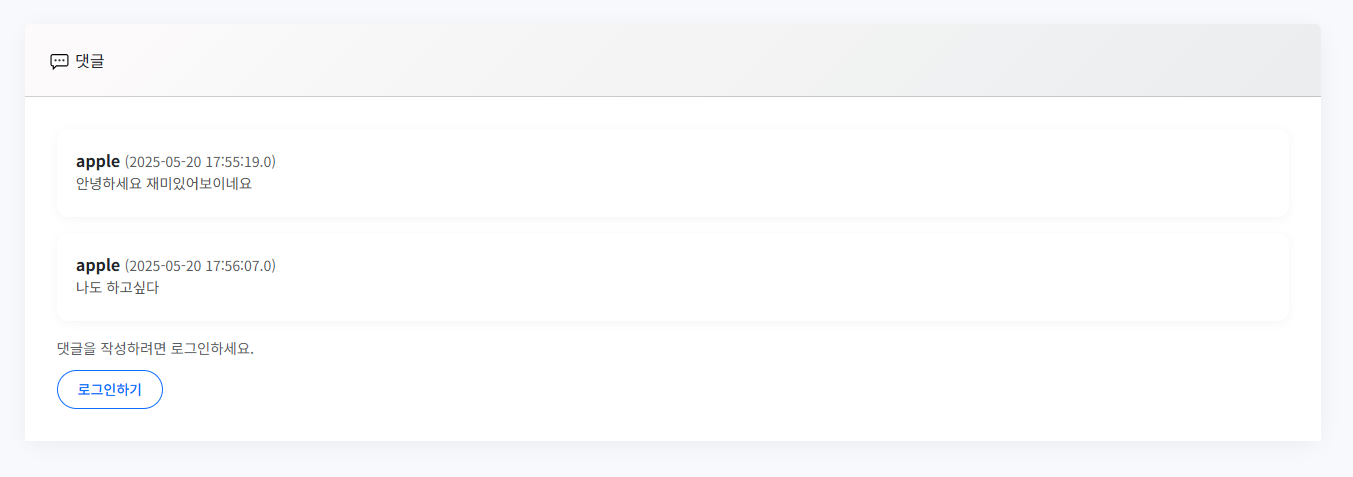 댓글
apple (2025-05-20 17:55:19.0)
안녕하세요 재미있어보이네요
apple (2025-05-20 17:56:07.0)
나도 하고싶다
댓글을 작성하려면 로그인하세요.
로그인하기